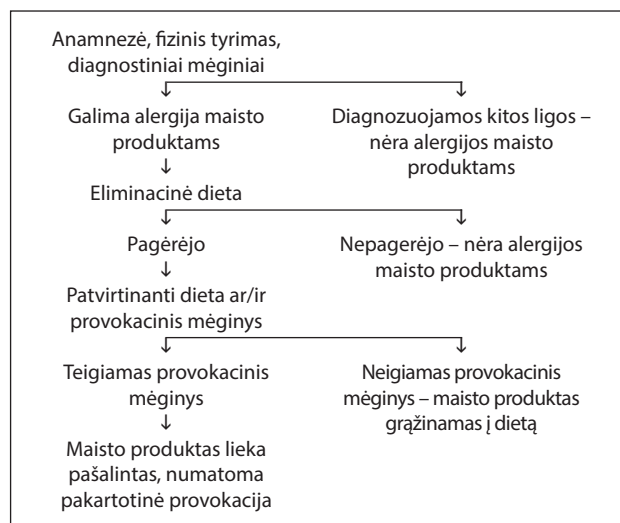 Anamnezė, fizinis tyrimas,
diagnostiniai mėginiai
Galima alergija maisto
produktams
Diagnozuojamos kitos ligos –
nėra alergijos maisto
produktams
Eliminacinė dieta
Pagėrėjo
Nepagerėjo – nėra alergijos
maisto produktams
Patvirtinanti dieta ar/ir
provokacinis mėginys
Teigiamas provokacinis
mėginys
Neigiamas provokacinis
mėginys – maisto produktas
grąžinamas į dietą
Maisto produktas lieka
pašalintas, numatoma
pakartotinė provokacija